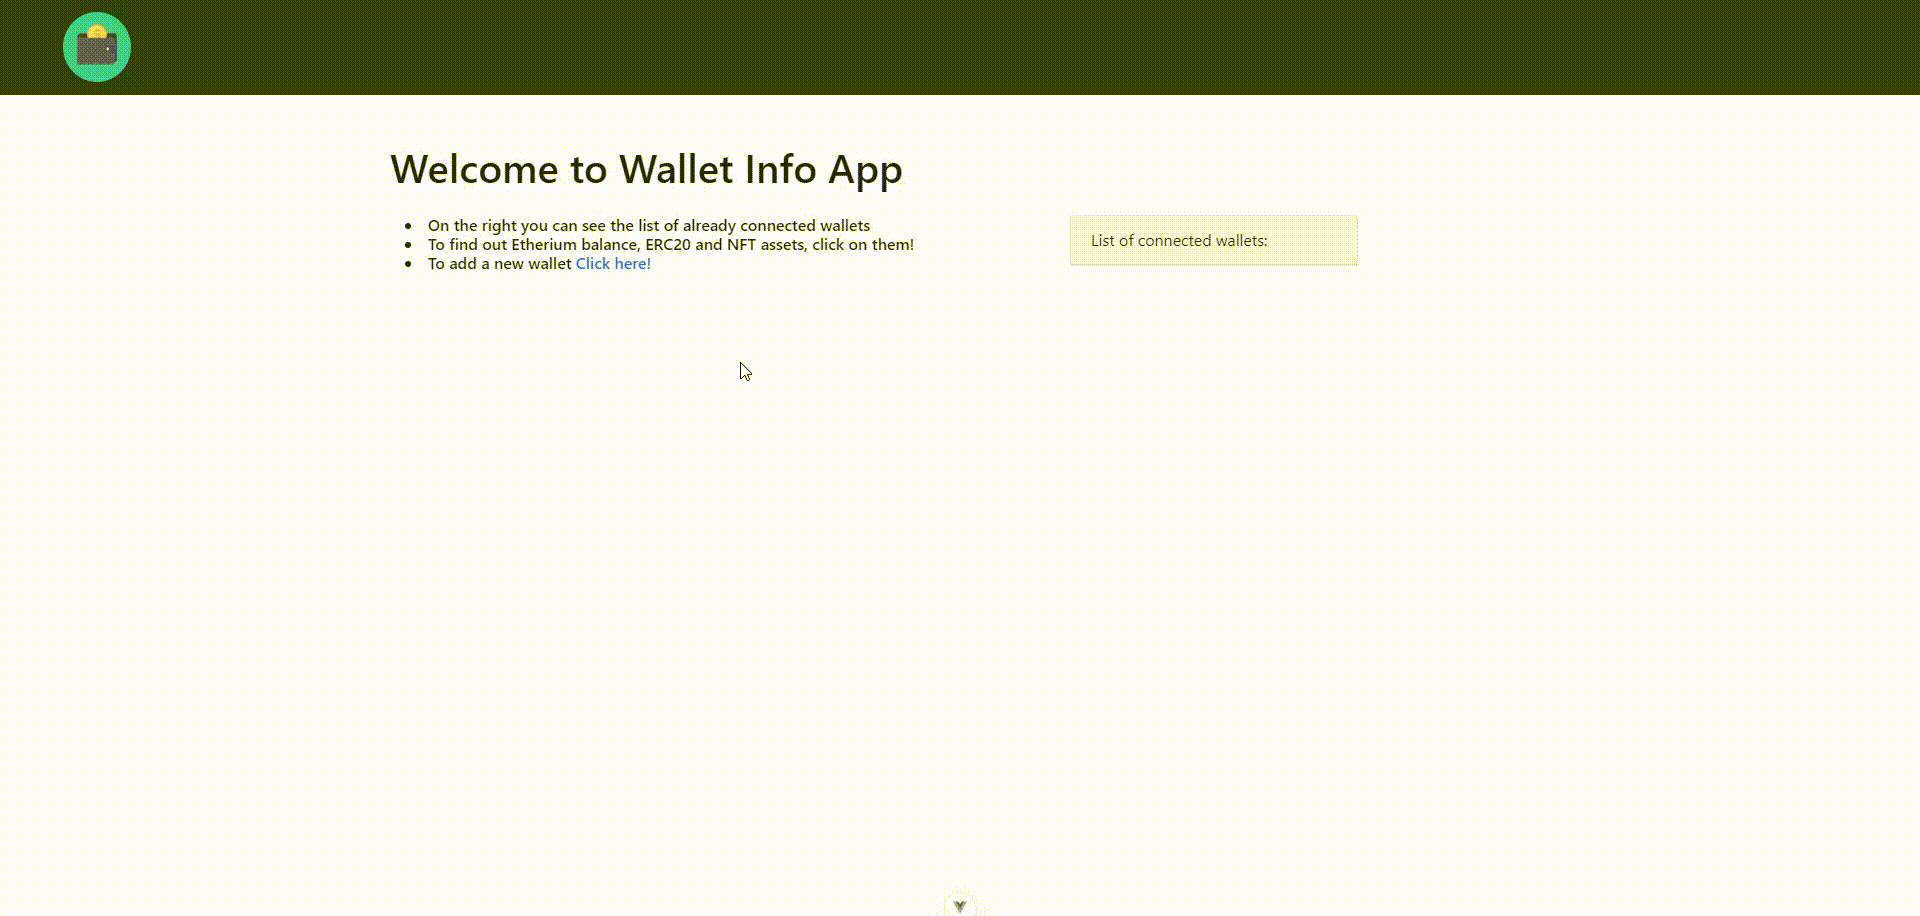 Welcome to Wallet Info App
On the right you can see the list of already connected wallets
To find out Etherium balance, ERC20 and NFT assets, click on them!
To add a new wallet Click here!
List of connected wallets: